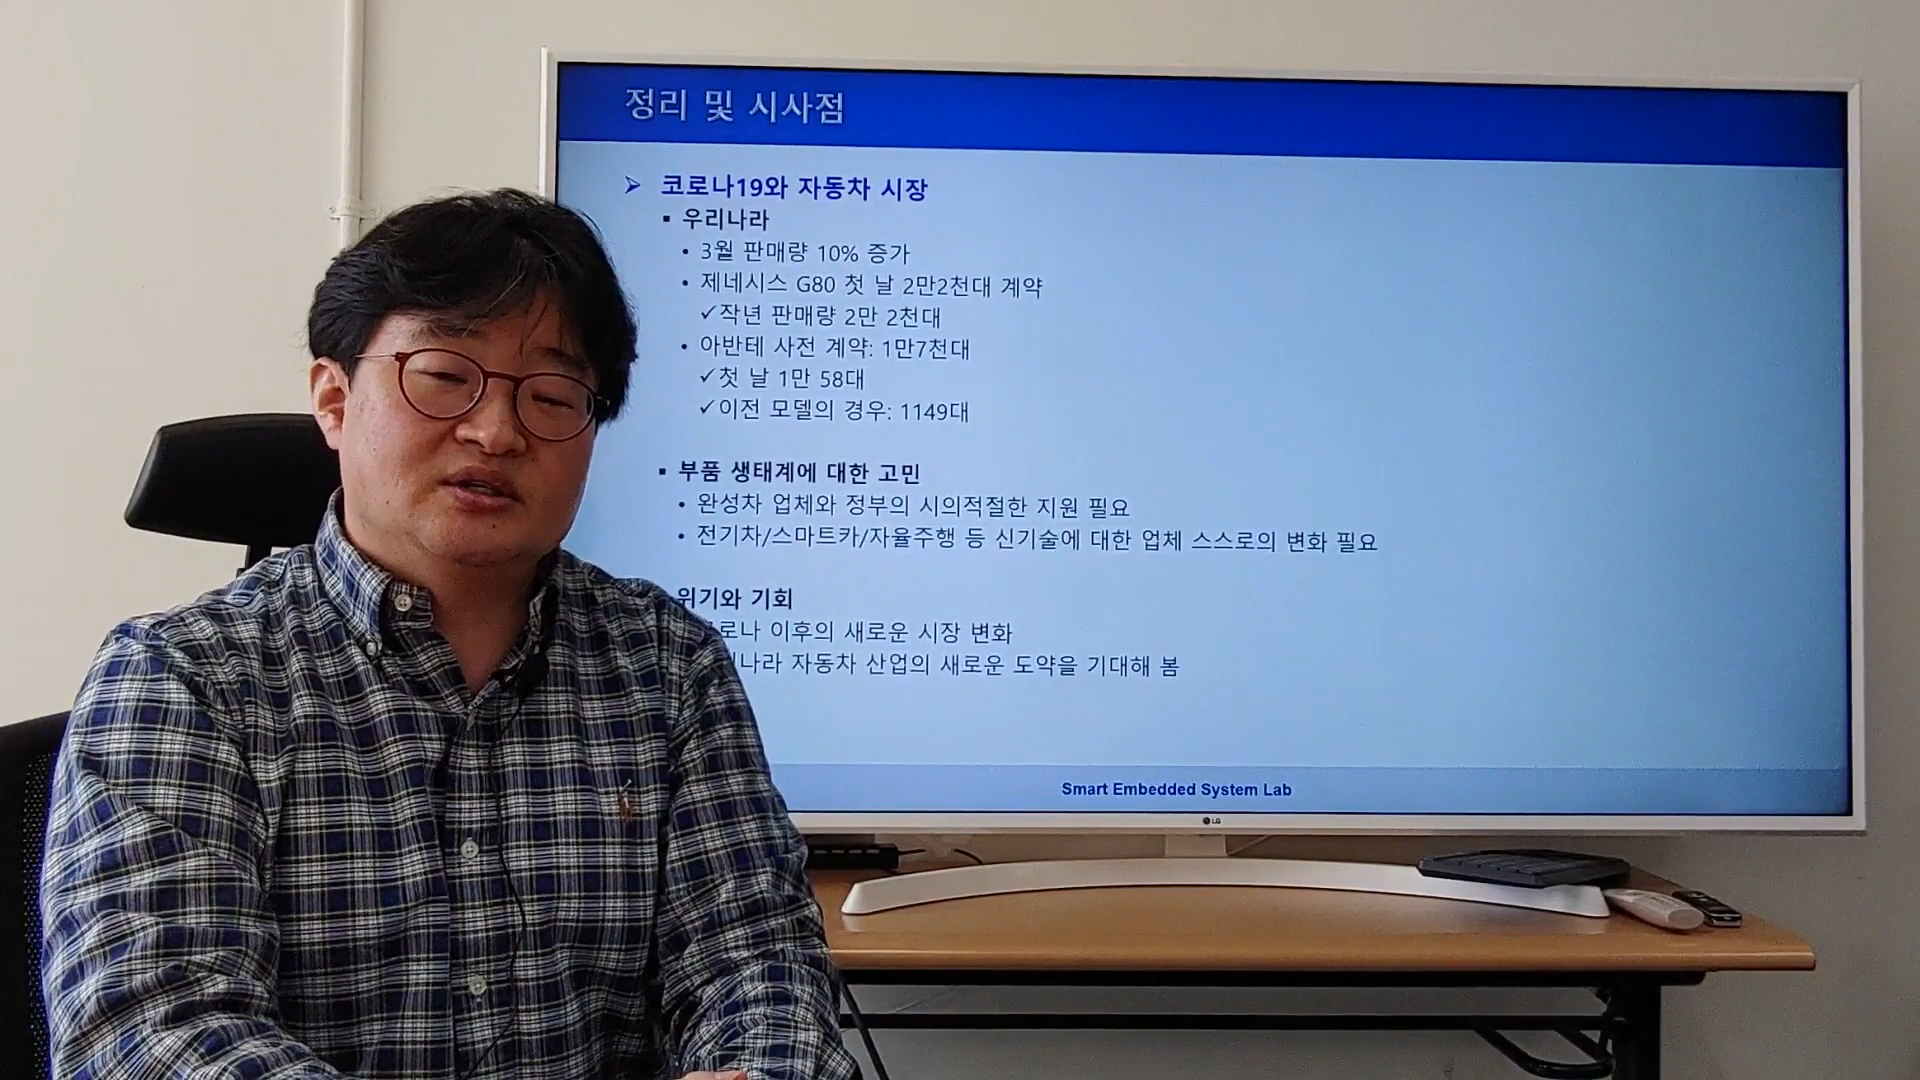 정리 및 시사점
➢ 코로나19와 자동차 시장
▪ 우리나라
• 3월 판매량 10% 증가
• 제네시스 G80 첫 날 2만2천대 계약
✓작년 판매량 2만 2천대
• 아반테 사전 계약: 1만7천대
✓첫 날 1만 58대
✓이전 모델의 경우: 1149대
▪ 부품 생태계에 대한 고민
• 완성차 업체와 정부의 시의적절한 지원 필요
• 전기차/스마트카/자율주행 등 신기술에 대한 업체 스스로의 변화 필요
위기와 기회
이후의 새로운 시장 변화
자동차 산업의 새로운 도약을 기대해 봄
Smart Embedded System Lab
LG